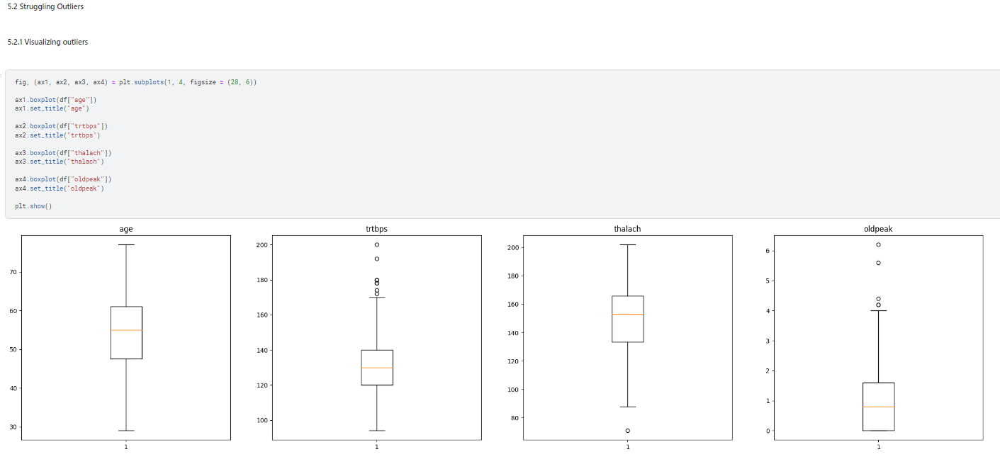 5.2 Struggling Outliers
5.2.1 Visualizing outliers
fig, (ax1, ax2, ax3, ax4) = plt.subplots(1, 4, figsize = (28, 6))
ax1.boxplot(df["age"])
ax1.set_title("age")
ax2.boxplot(df["trtbps"])
ax2.set_title("trtbps")
ax3.boxplot(df["thalach"])
ax3.set_title("thalach")
ax4.boxplot(df["oldpeak"])
ax4.set_title("oldpeak")
plt.show()
age
70
60
50
40
30
1
trtbps
200
180
160
140
120
100
1
thalach
200
180
160
140
120
100
80
1
oldpeak
6
5
4
3
2
1
0
1